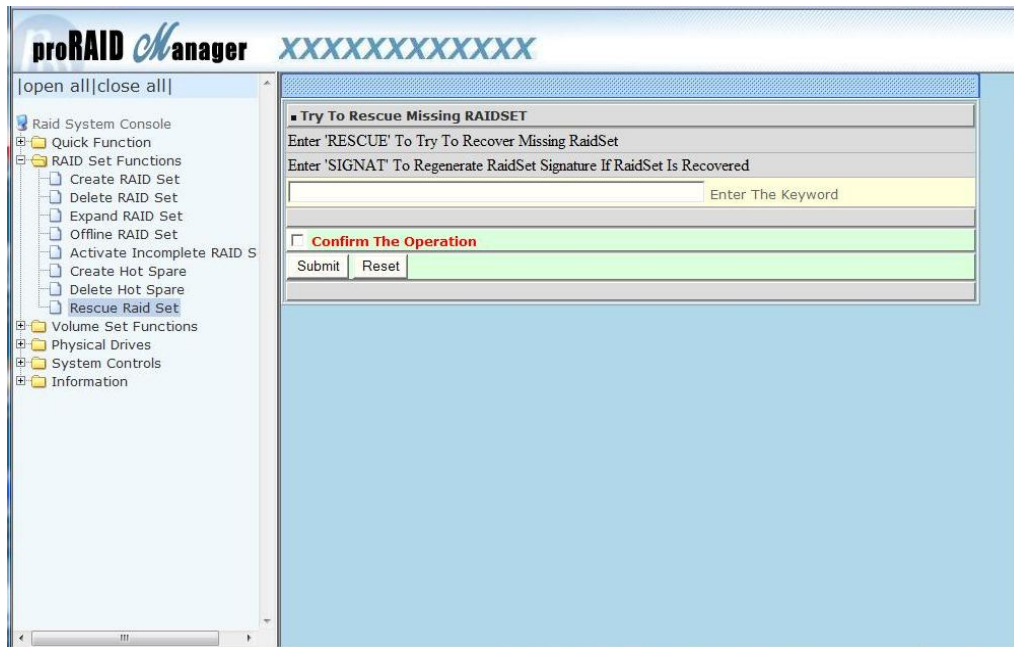 proRAID Manager XXXXXXXXXXXX
|open all|close all|
Raid System Console
Quick Function
RAID Set Functions
Create RAID Set
Delete RAID Set
Expand RAID Set
Offline RAID Set
Activate Incomplete RAID S
Create Hot Spare
Delete Hot Spare
Rescue Raid Set
Volume Set Functions
Physical Drives
System Controls
Information
Try To Rescue Missing RAIDSET
Enter 'RESCUE' To Try To Recover Missing RaidSet
Enter 'SIGNAT' To Regenerate RaidSet Signature If RaidSet Is Recovered
Enter The Keyword
Confirm The Operation
Submit Reset